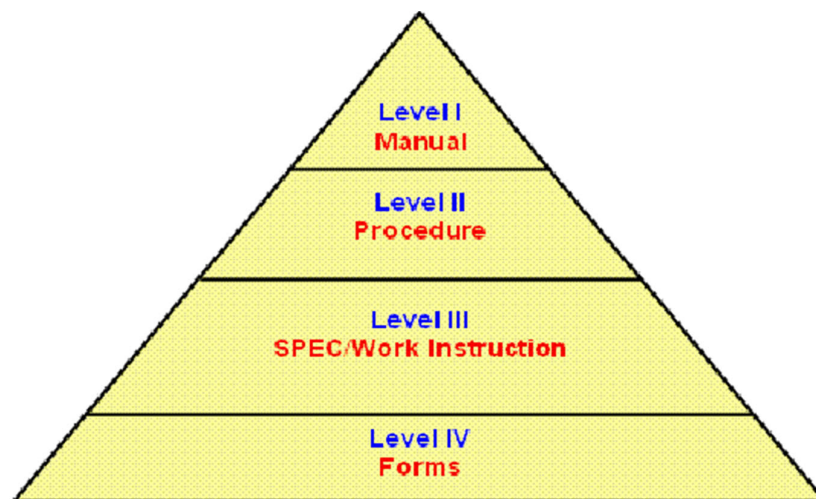 Level I
Manual
Level II
Procedure
Level III
SPEC/Work Instruction
Level IV
Forms